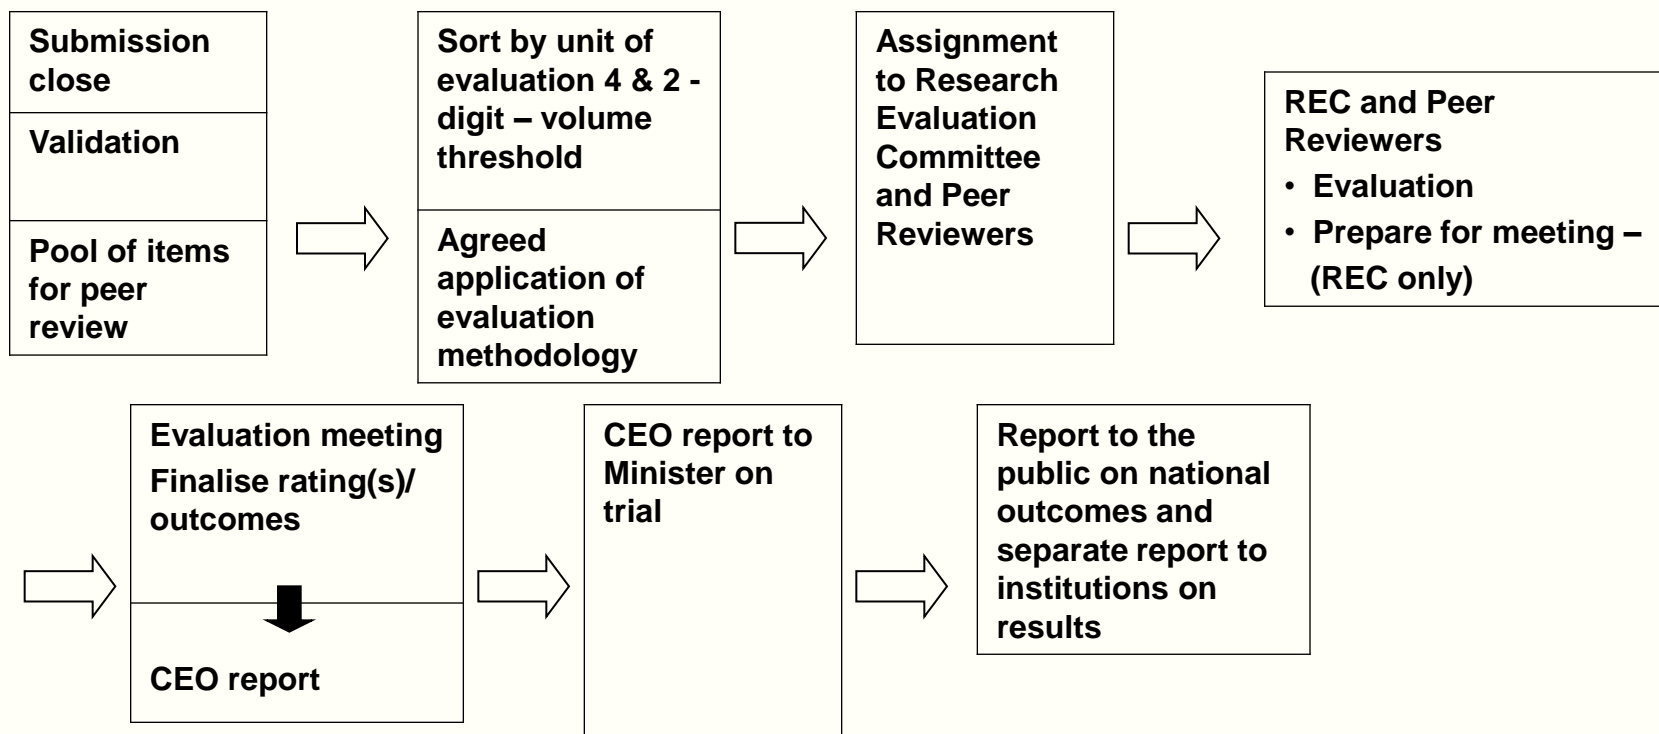 Submission
close
Validation
Pool of items
for peer
review
Sort by unit of
evaluation 4 & 2 -
digit – volume
threshold
Agreed
application of
evaluation
methodology
Assignment
to Research
Evaluation
Committee
and Peer
Reviewers
REC and Peer
Reviewers
• Evaluation
• Prepare for meeting –
(REC only)
Evaluation meeting
Finalise rating(s)/
outcomes
CEO report
CEO report to
Minister on
trial
Report to the
public on national
outcomes and
separate report to
institutions on
results